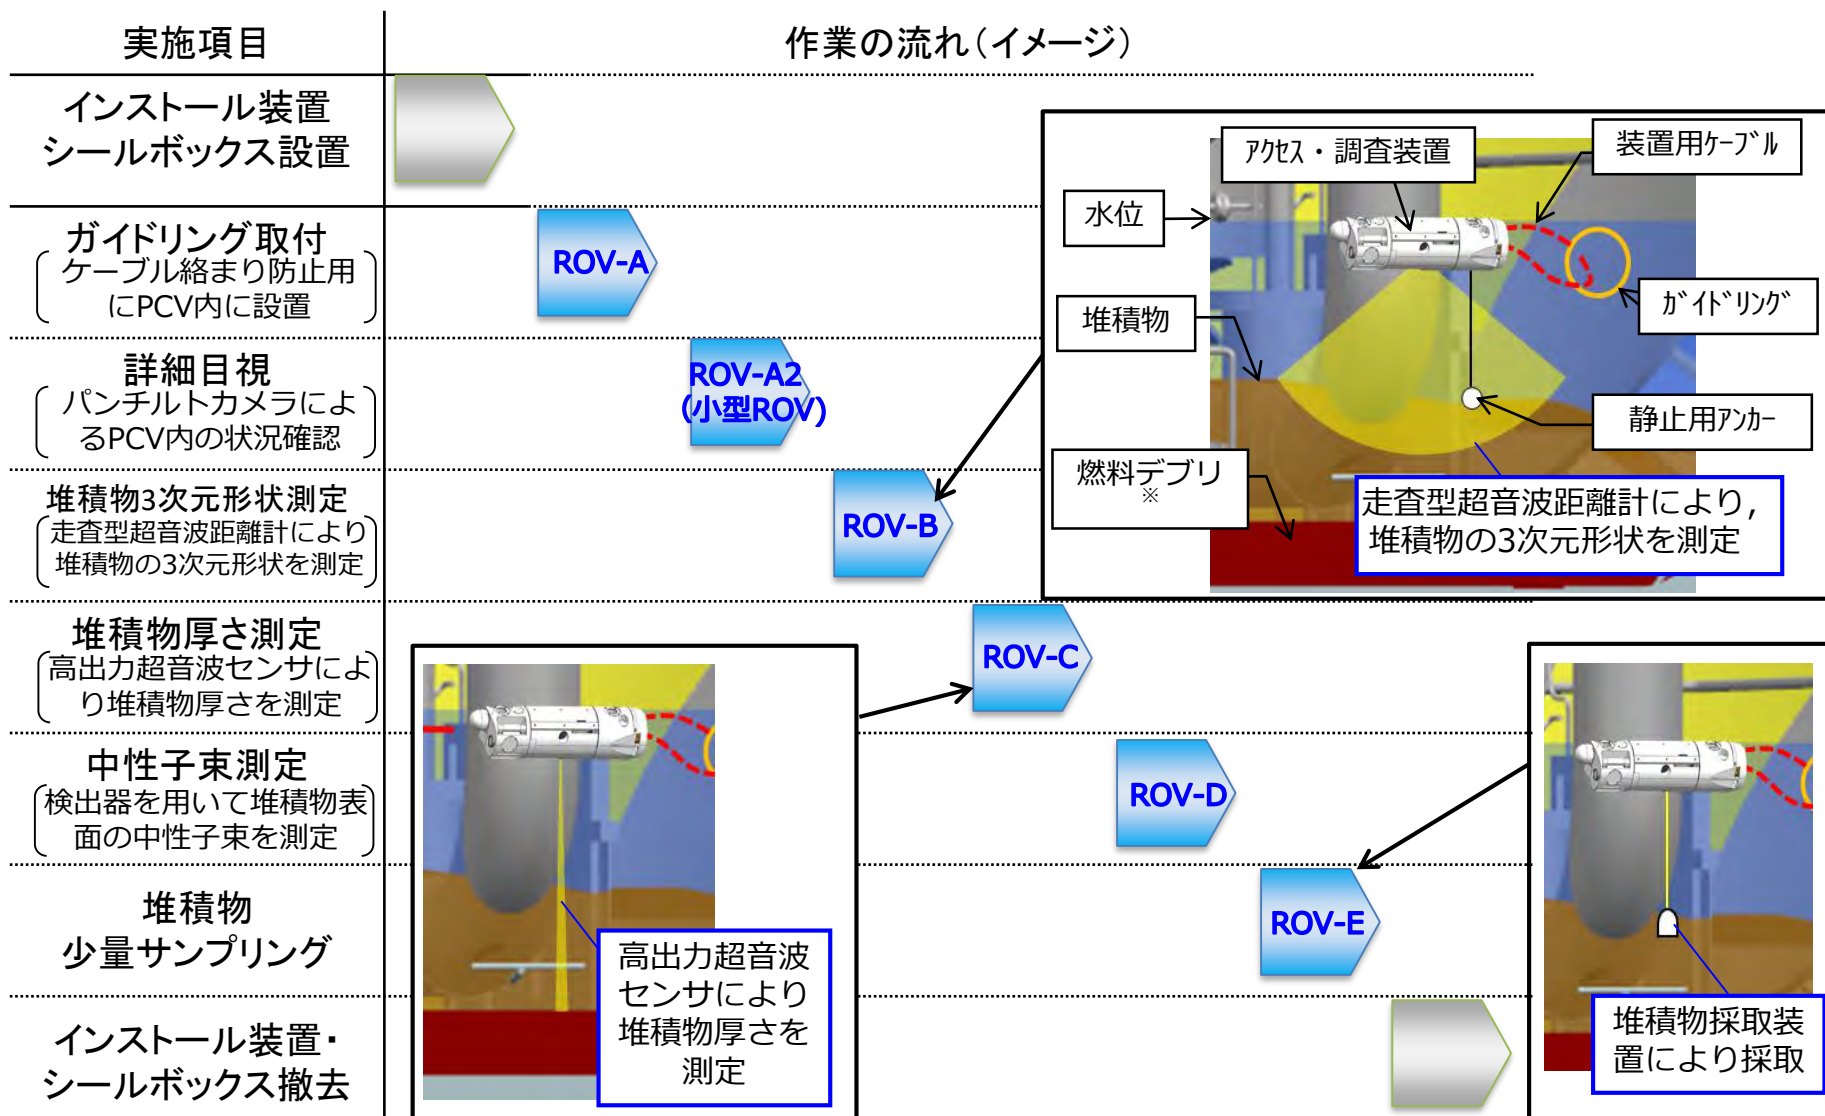 実施項目
作業の流れ（イメージ）
インストール装置
シールボックス設置
ガイドリング取付
ケーブル絡まり防止用
にPCV内に設置
ROV-A
詳細目視
パンチルトカメラによ
るPCV内の状況確認
ROV-A2
(小型ROV)
堆積物3次元形状測定
走査型超音波距離計により
堆積物の3次元形状を測定
ROV-B
アクセス・調査装置
装置用ケーブル
水位
ガイドリング
堆積物
静止用アンカー
燃料デブリ
※
走査型超音波距離計により，
堆積物の3次元形状を測定
堆積物厚さ測定
高出力超音波センサによ
り堆積物厚さを測定
ROV-C
中性子束測定
検出器を用いて堆積物表
面の中性子束を測定
ROV-D
堆積物
少量サンプリング
ROV-E
高出力超音波
センサにより
堆積物厚さを
測定
堆積物採取装
置により採取
インストール装置・
シールボックス撤去